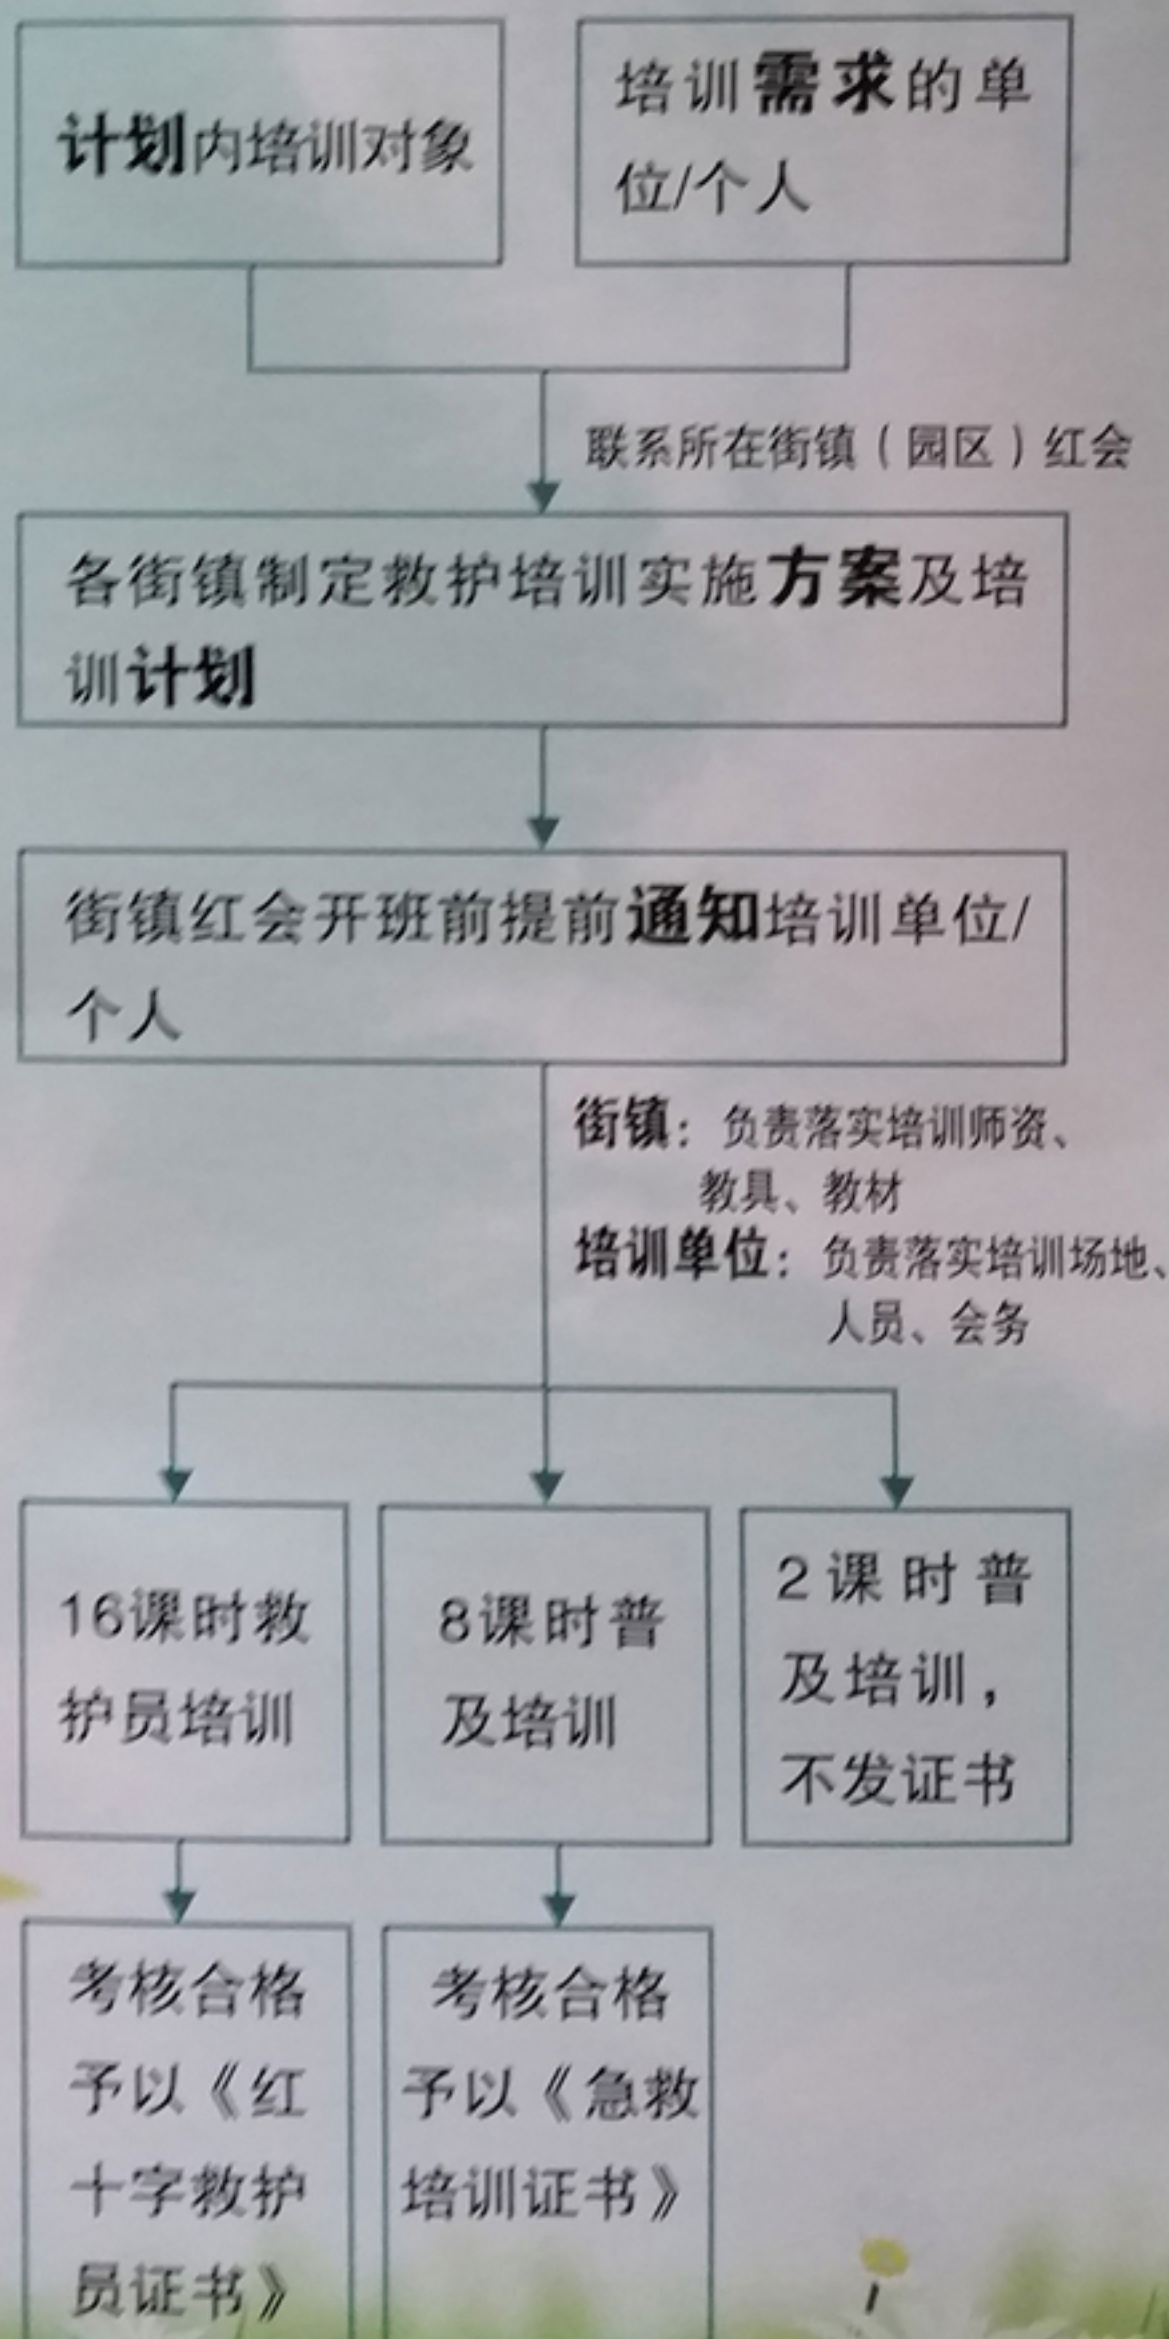 计划内培训对象
培训需求的单
位/个人
联系所在街镇（园区）红会
各街镇制定救护培训实施方案及培
训计划
街镇红会开班前提前通知培训单位/
个人
街镇：负责落实培训师资、
教具、教材
培训单位：负责落实培训场地、
人员、会务
16课时救
护员培训
8课时普
及培训
2课时普
及培训，
不发证书
考核合格
予以《红
十字救护
员证书》
考核合格
予以《急救
培训证书》